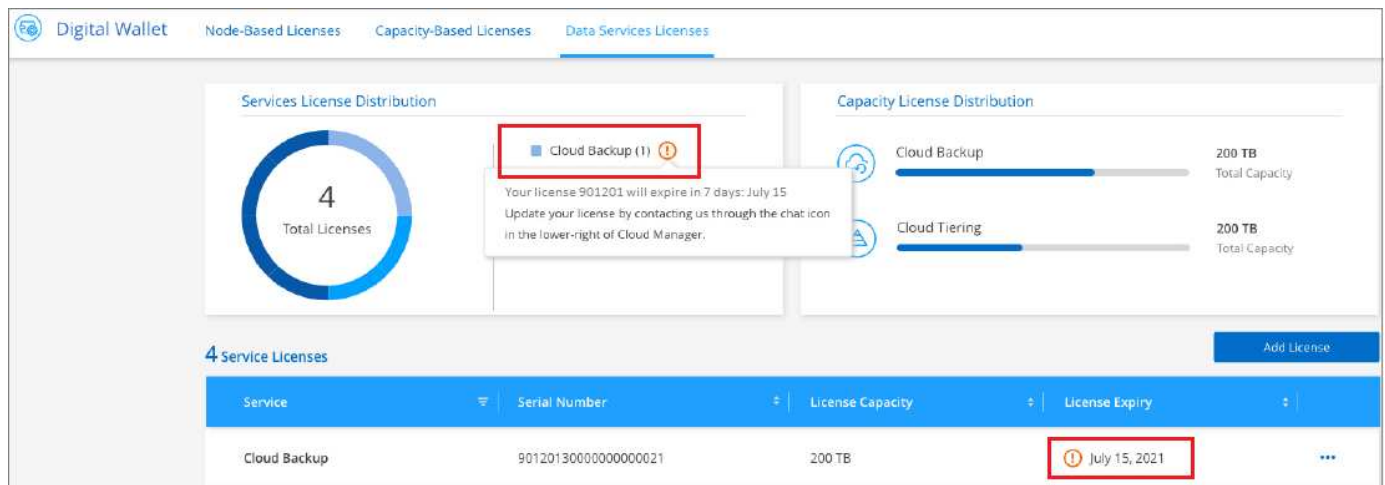 Digital Wallet
Node-Based Licenses
Capacity-Based Licenses
Data Services Licenses
Services License Distribution
4
Total Licenses
Cloud Backup (1)
Your license 901201 will expire in 7 days: July 15
Update your license by contacting us through the chat icon
in the lower-right of Cloud Manager.
Capacity License Distribution
Cloud Backup
200 TB
Total Capacity
Cloud Tiering
200 TB
Total Capacity
4 Service Licenses
Add License
Service
Serial Number
License Capacity
License Expiry
Cloud Backup
90120130000000000021
200 TB
July 15, 2021